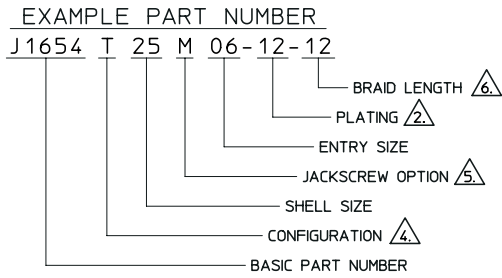 EXAMPLE PART NUMBER
J1654 T 25 M 06-12-12
BRAID LENGTH 6.
PLATING 2.
ENTRY SIZE
JACKSCREW OPTION 5.
SHELL SIZE
CONFIGURATION 4.
BASIC PART NUMBER